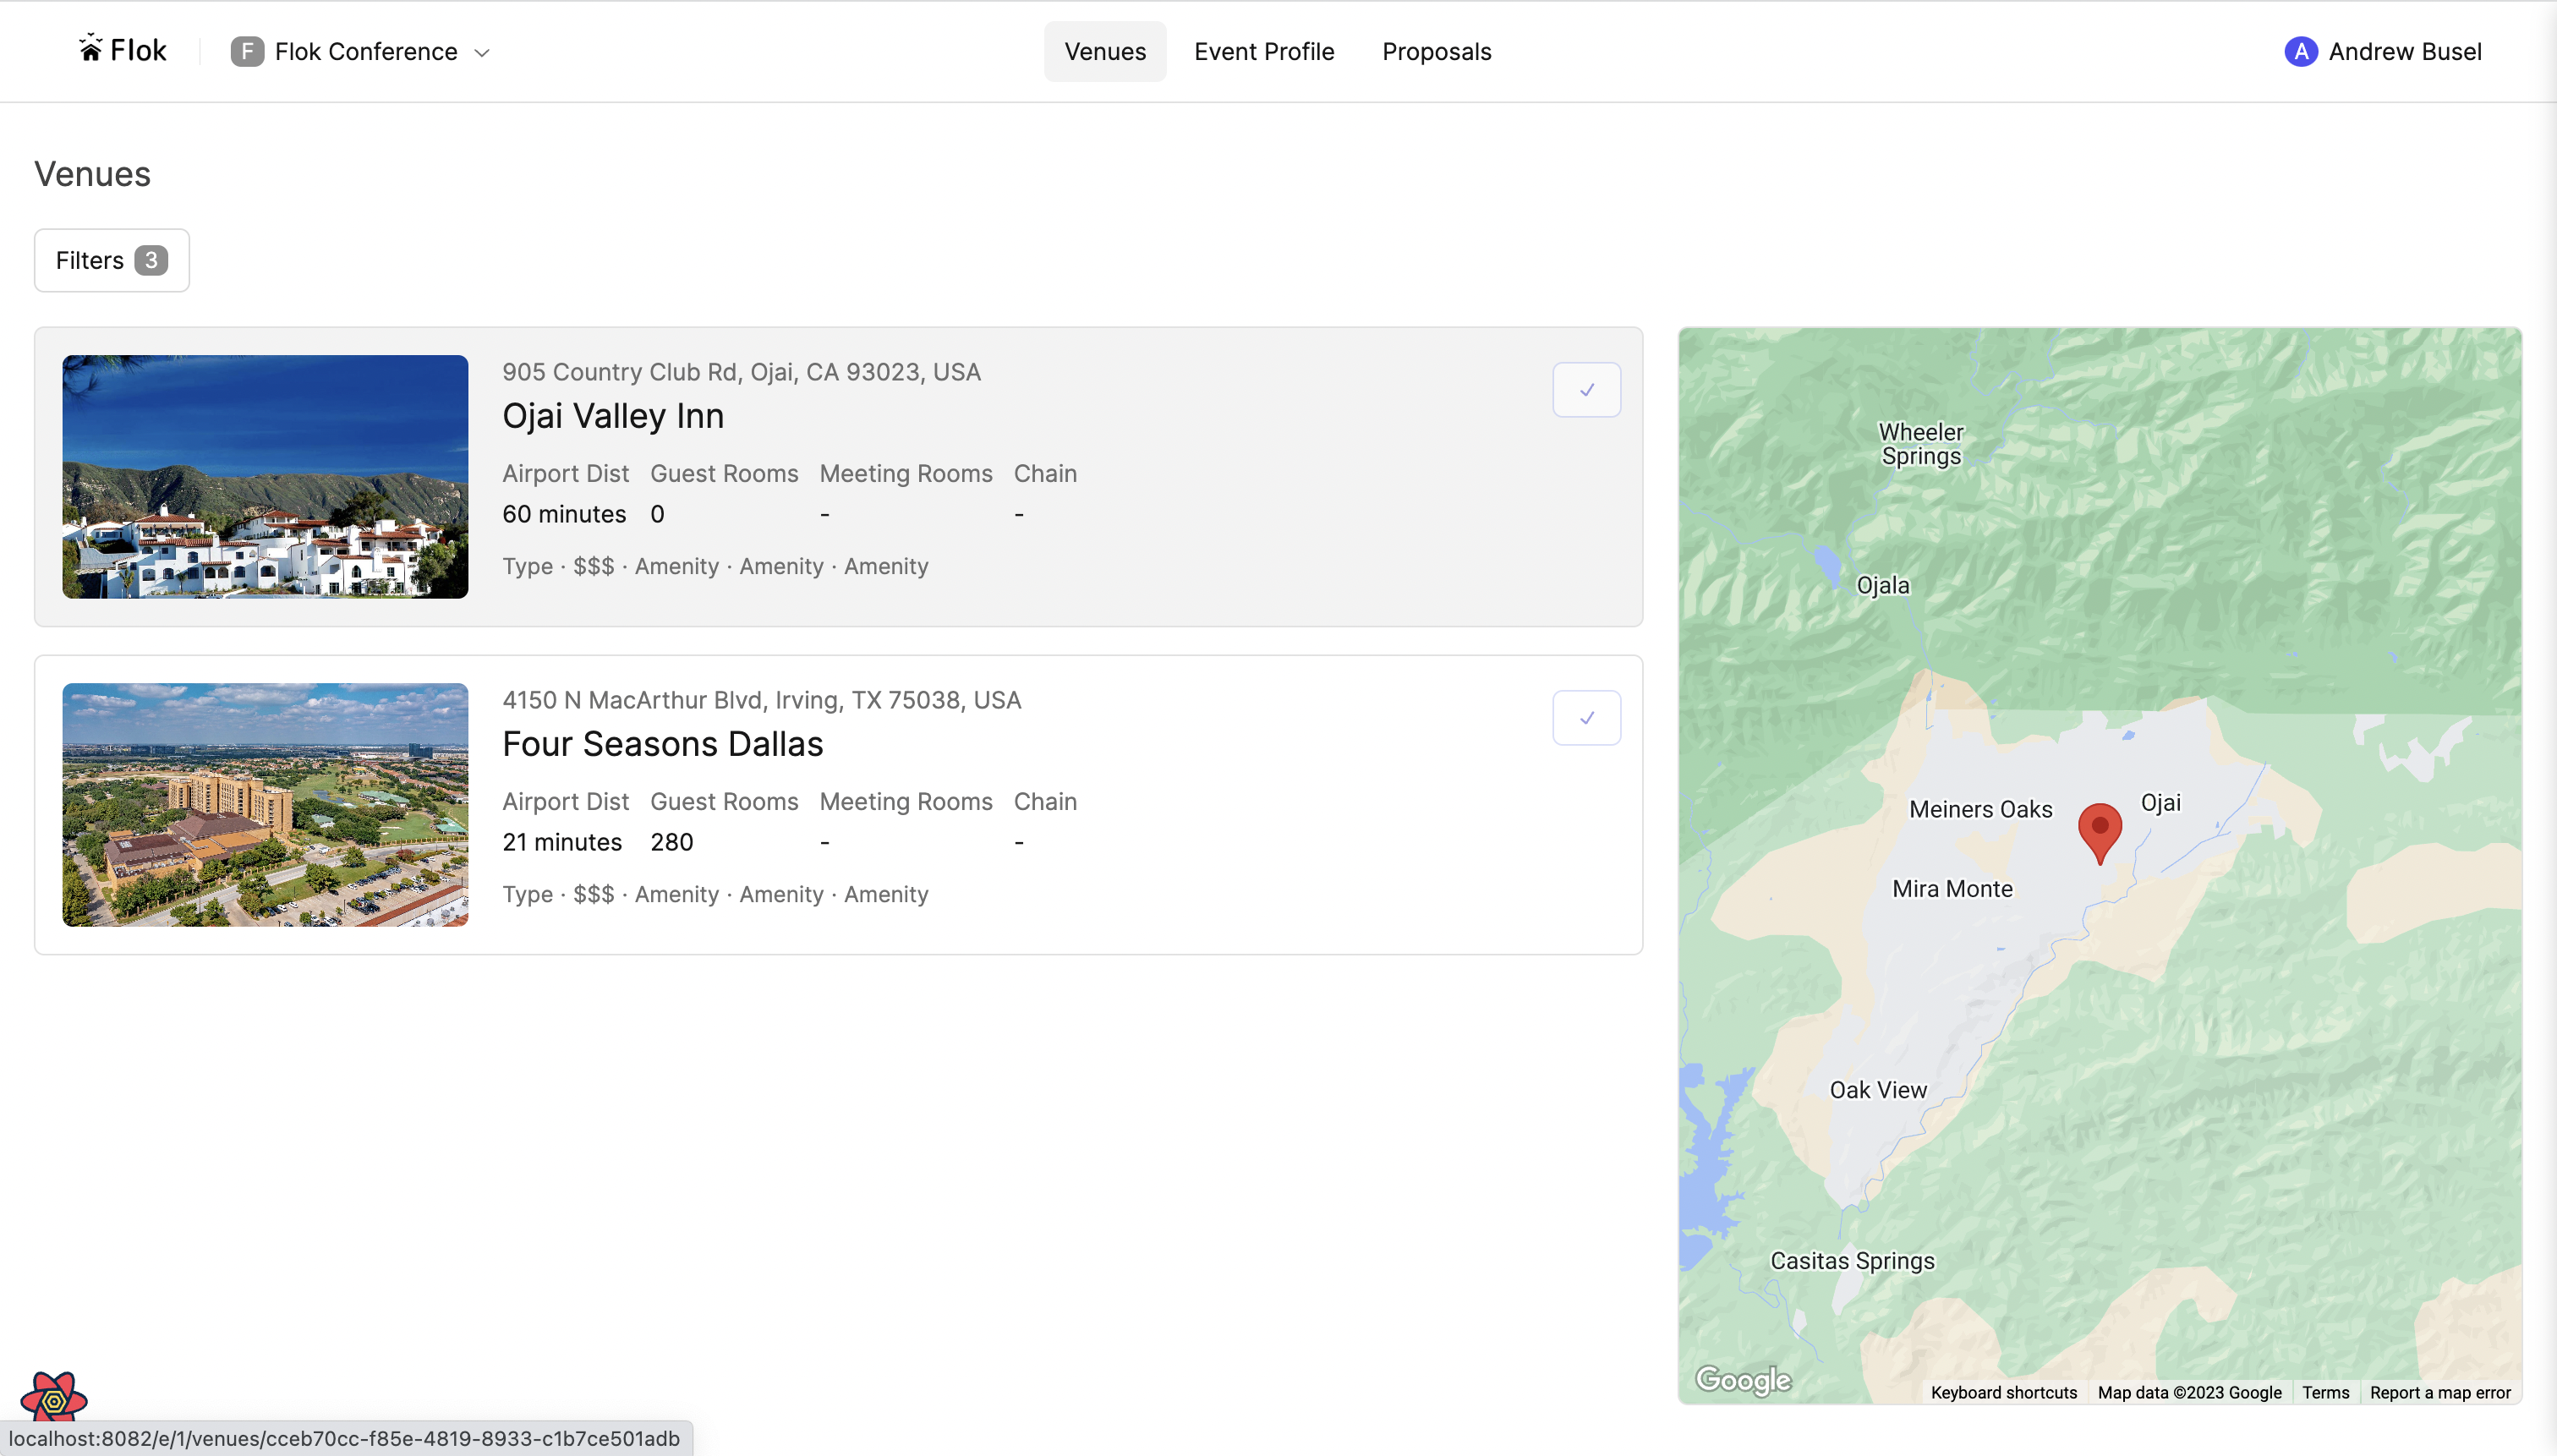 Flok
F Flok Conference
Venues Event Profile Proposals
A Andrew Busel
Venues
Filters 3
905 Country Club Rd, Ojai, CA 93023, USA
Ojai Valley Inn
Airport Dist Guest Rooms Meeting Rooms Chain
60 minutes 0 - -
Type · $$$ · Amenity · Amenity · Amenity
4150 N MacArthur Blvd, Irving, TX 75038, USA
Four Seasons Dallas
Airport Dist Guest Rooms Meeting Rooms Chain
21 minutes 280 - -
Type · $$$ · Amenity · Amenity · Amenity
Wheeler
Springs
Ojala
Meiners Oaks
Ojai
Mira Monte
Oak View
Casitas Springs
Google
Keyboard shortcuts Map data ©2023 Google Terms Report a map error
localhost:8082/e/1/venues/cceb70cc-f85e-4819-8933-c1b7ce501adb